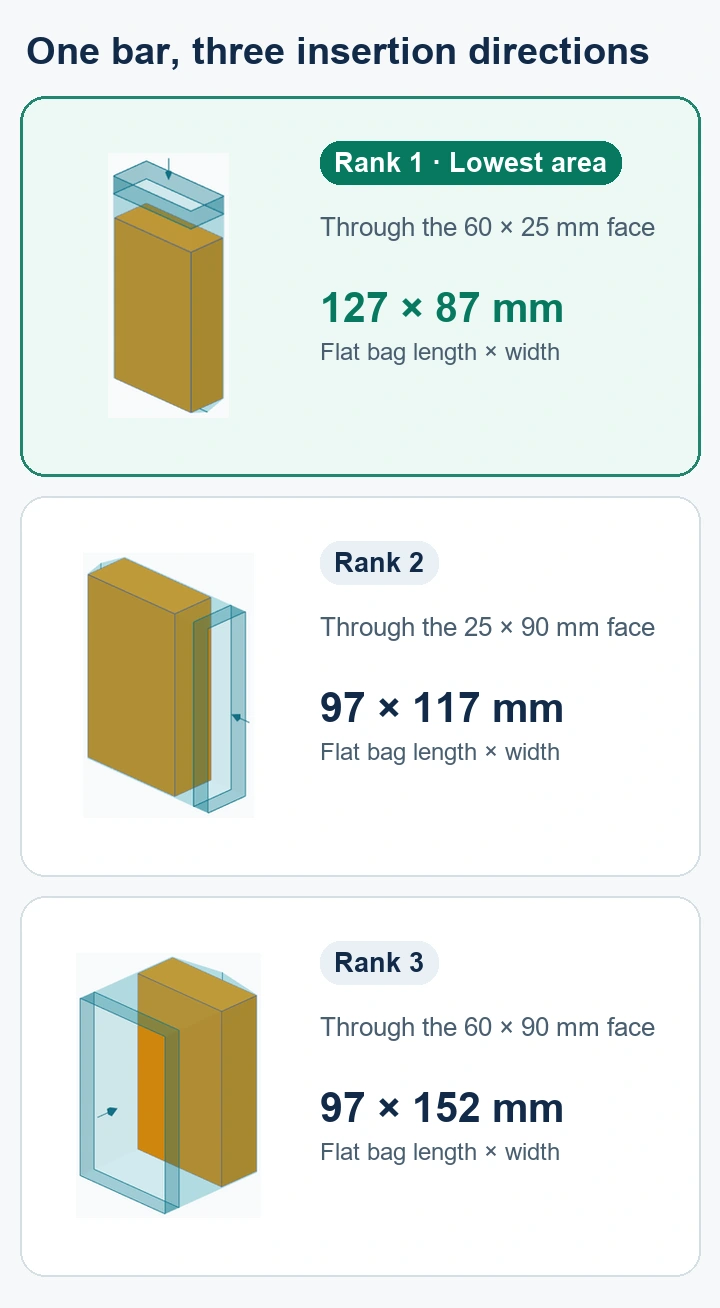 One bar, three insertion directions
Rank 1 · Lowest area
Through the 60 × 25 mm face
127 × 87 mm
Flat bag length × width
Rank 2
Through the 25 × 90 mm face
97 × 117 mm
Flat bag length × width
Rank 3
Through the 60 × 90 mm face
97 × 152 mm
Flat bag length × width